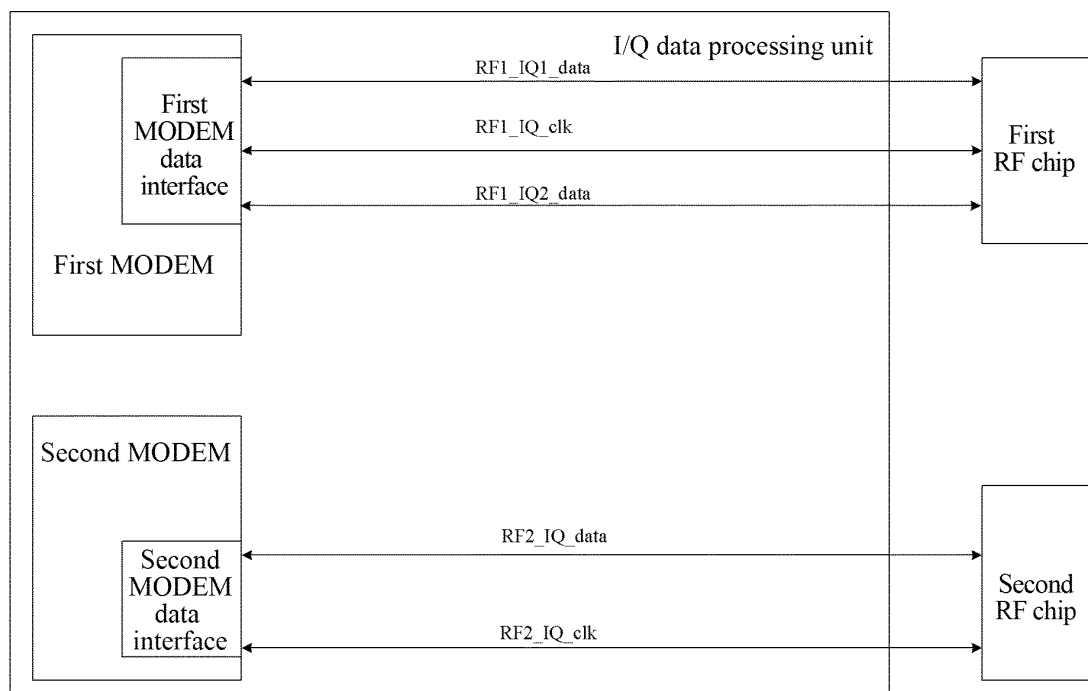 I/Q data processing unit
RF1_IQ1_data
First
MODEM
data
interface
RF1_IQ_clk
First
RF chip
RF1_IQ2_data
First MODEM
Second MODEM
RF2_IQ_data
Second
MODEM
data
interface
Second
RF chip
RF2_IQ_clk